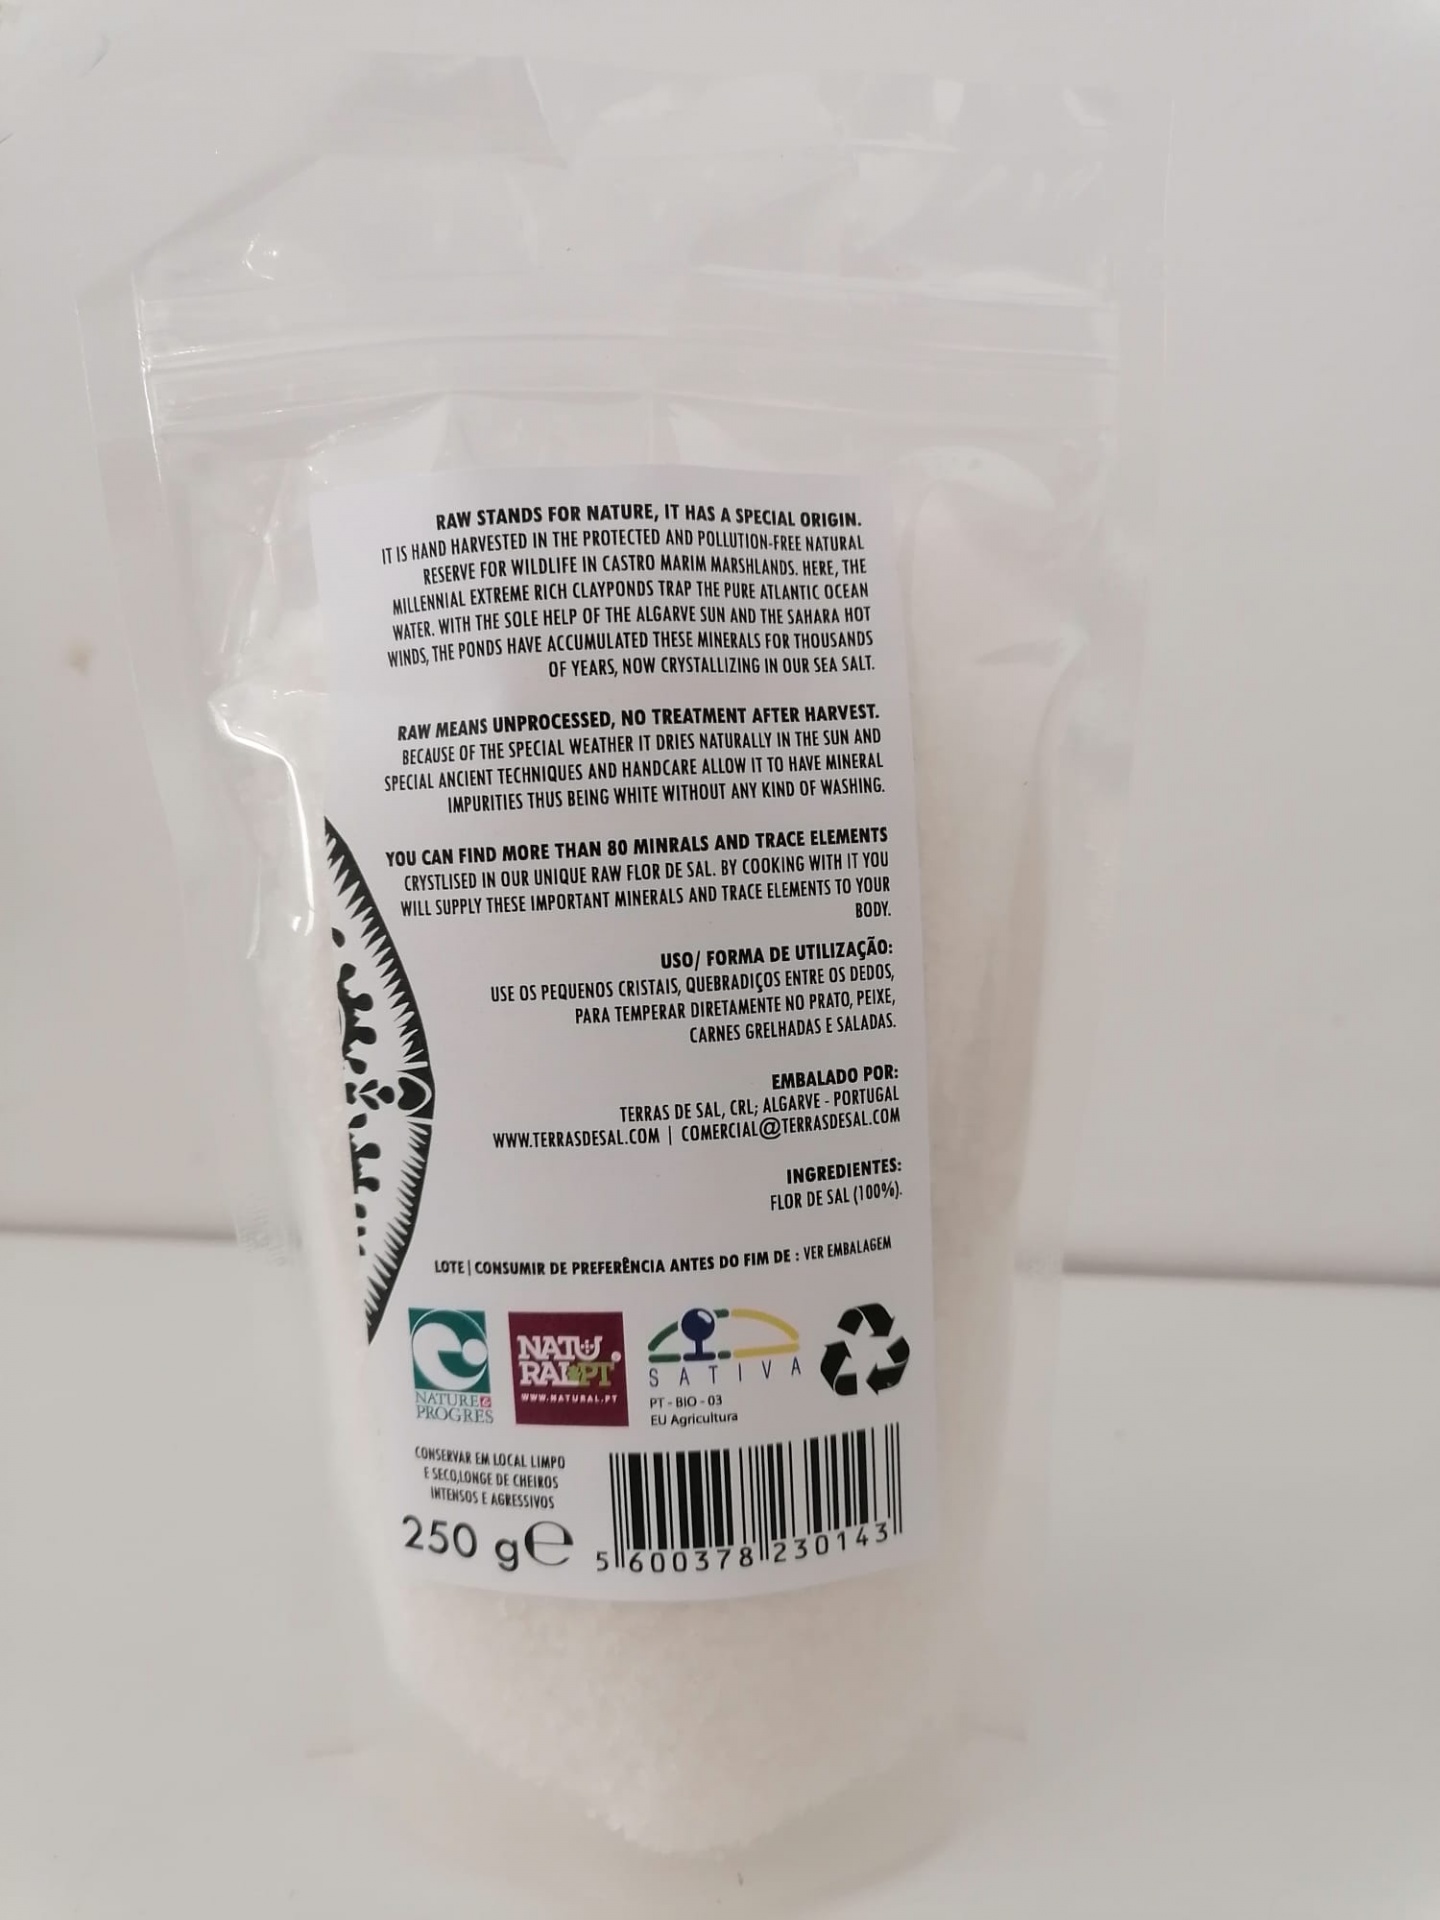 RAW STANDS FOR NATURE, IT HAS A SPECIAL ORIGIN.
IT IS HAND HARVESTED IN THE PROTECTED AND POLLUTION-FREE NATURAL
RESERVE FOR WILDLIFE IN CASTRO MARIM MARSHLANDS. HERE, THE
MILLENNIAL EXTREME RICH CLAYPONDS TRAP THE PURE ATLANTIC OCEAN
WATER. WITH THE SOLE HELP OF THE ALGARVE SUN AND THE SAHARA HOT
WINDS, THE PONDS HAVE ACCUMULATED THESE MINERALS FOR THOUSANDS
OF YEARS, NOW CRYSTALLIZING IN OUR SEA SALT.
RAW MEANS UNPROCESSED, NO TREATMENT AFTER HARVEST.
BECAUSE OF THE SPECIAL WEATHER IT DRIES NATURALLY IN THE SUN AND
SPECIAL ANCIENT TECHNIQUES AND HANDCARE ALLOW IT TO HAVE MINERAL
IMPURITIES THUS BEING WHITE WITHOUT ANY KIND OF WASHING.
YOU CAN FIND MORE THAN 80 MINRALS AND TRACE ELEMENTS
CRYSTLISED IN OUR UNIQUE RAW FLOR DE SAL. BY COOKING WITH IT YOU
WILL SUPPLY THESE IMPORTANT MINERALS AND TRACE ELEMENTS TO YOUR
BODY.
USO/ FORMA DE UTILIZAÇÃO:
USE OS PEQUENOS CRISTAIS, QUEBRADIÇOS ENTRE OS DEDOS,
PARA TEMPERAR DIRETAMENTE NO PRATO, PEIXE,
CARNES GRELHADAS E SALADAS.
EMBALADO POR:
TERRAS DE SAL, CRL; ALGARVE - PORTUGAL
WWW.TERRASDESAL.COM | COMERCIAL@TERRASDESAL.COM
INGREDIENTES:
FLOR DE SAL (100%).
LOTE | CONSUMIR DE PREFERÊNCIA ANTES DO FIM DE : VER EMBALAGEM
NATURE&
PROGRES
NATU
RAL.PT
WWW.NATURAL.PT
SATIVA
PT - BIO - 03
EU Agricultura
CONSERVAR EM LOCAL LIMPO
E SECO,LONGE DE CHEIROS
INTENSOS E AGRESSIVOS
250 g e
5 600378 230143